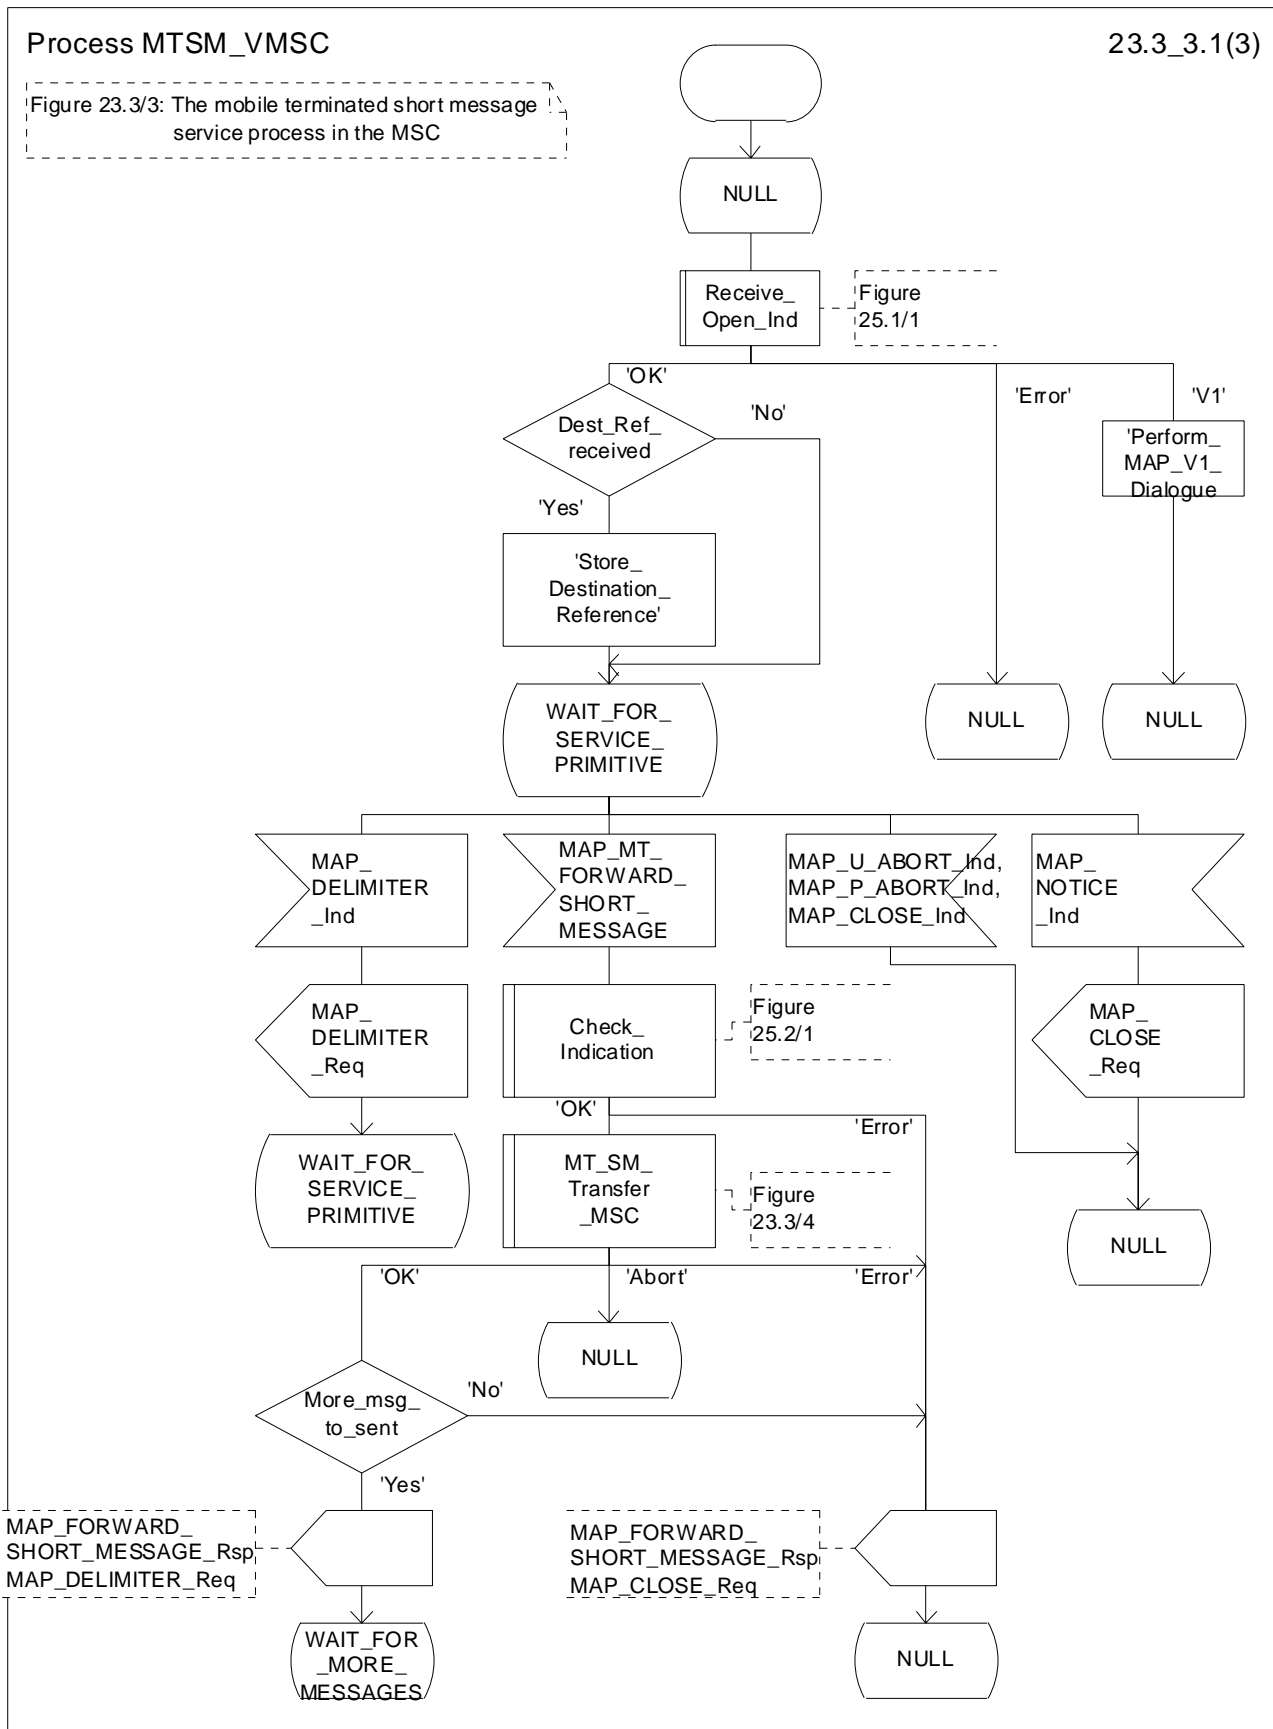 Process MTSM_VMSC
23.3_3.1(3)
Figure 23.3/3: The mobile terminated short message
service process in the MSC
NULL
Receive_
Open_Ind
Figure
25.1/1
'OK'
'Error'
'V1'
Dest_Ref_
received
'No'
'Perform_
MAP_V1_
Dialogue
'Yes'
'Store_
Destination_
Reference'
WAIT_FOR_
SERVICE_
PRIMITIVE
NULL
NULL
MAP_
DELIMITER
_Ind
MAP_MT_
FORWARD_
SHORT_
MESSAGE
MAP_U_ABORT_Ind,
MAP_P_ABORT_Ind,
MAP_CLOSE_Ind
MAP_
NOTICE
_Ind
MAP_
DELIMITER
_Req
Check_
Indication
Figure
25.2/1
MAP_
CLOSE
_Req
'OK'
'Error'
WAIT_FOR_
SERVICE_
PRIMITIVE
MT_SM_
Transfer
_MSC
Figure
23.3/4
NULL
'OK'
'Abort'
'Error'
NULL
More_msg_
to_sent
'No'
'Yes'
MAP_FORWARD_
SHORT_MESSAGE_Rsp
MAP_DELIMITER_Req
MAP_FORWARD_
SHORT_MESSAGE_Rsp
MAP_CLOSE_Req
WAIT_FOR
_MORE_
MESSAGES
NULL